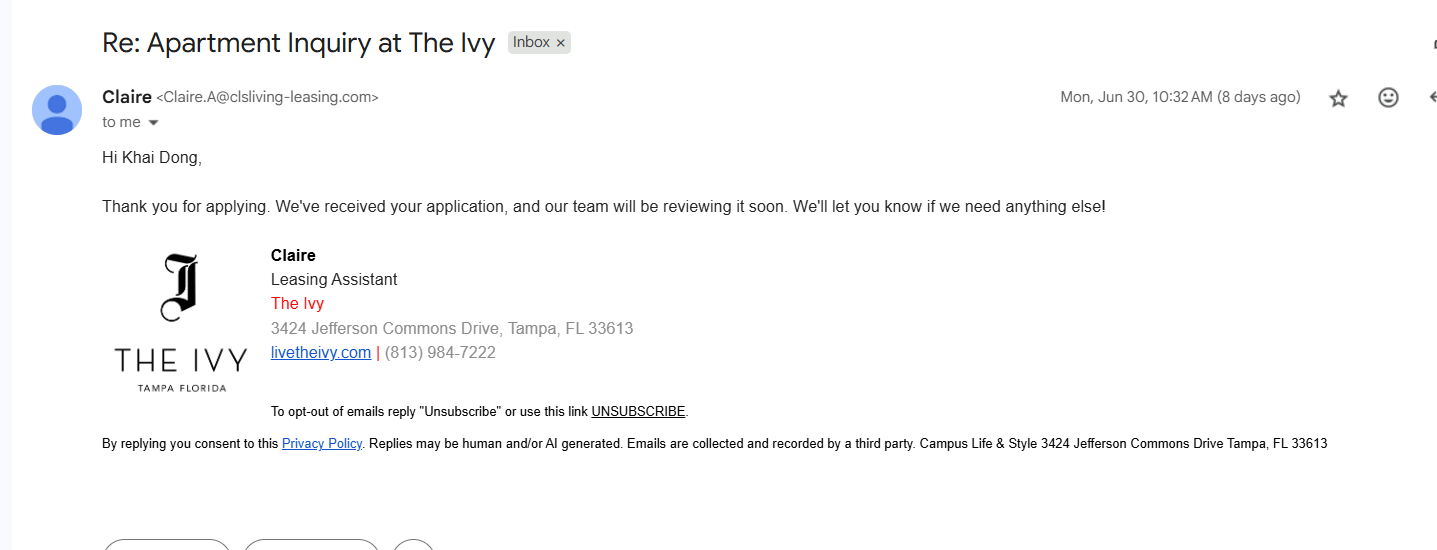 Re: Apartment Inquiry at The Ivy Inbox ×
Claire <Claire.A@clsliving-leasing.com> Mon, Jun 30, 10:32 AM (8 days ago)
to me
Hi Khai Dong,
Thank you for applying. We've received your application, and our team will be reviewing it soon. We'll let you know if we need anything else!
I
THE IVY
TAMPA FLORIDA
Claire
Leasing Assistant
The Ivy
3424 Jefferson Commons Drive, Tampa, FL 33613
livetheivy.com | (813) 984-7222
To opt-out of emails reply "Unsubscribe" or use this link UNSUBSCRIBE.
By replying you consent to this Privacy Policy. Replies may be human and/or AI generated. Emails are collected and recorded by a third party. Campus Life & Style 3424 Jefferson Commons Drive Tampa, FL 33613